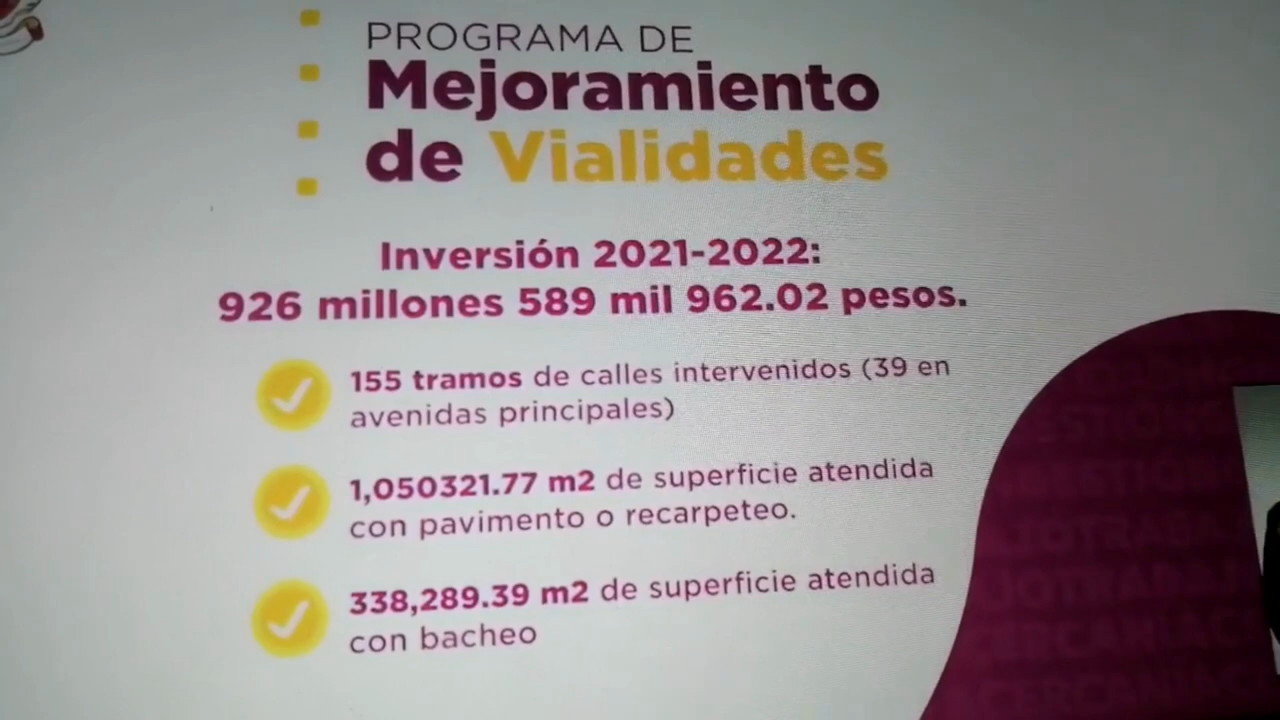 PROGRAMA DE
Mejoramiento
de Vialidades
Inversión 2021-2022:
926 millones 589 mil 962.02 pesos.
155 tramos de calles intervenidos (39 en
avenidas principales)
1,050321.77 m2 de superficie atendida
con pavimento o recarpeteo.
338,289.39 m2 de superficie atendida
con bacheo